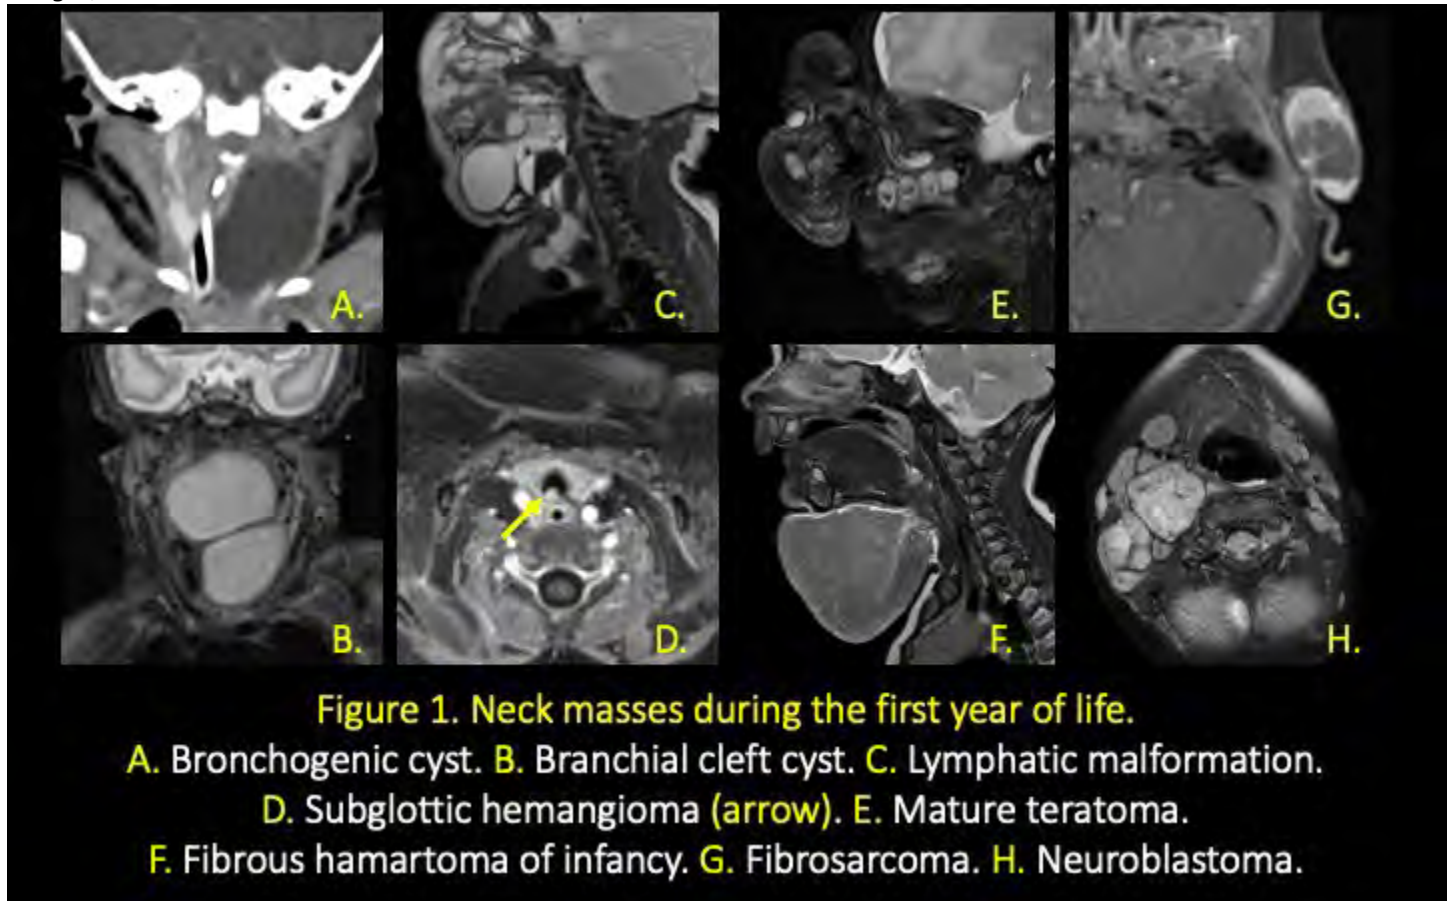 A.
C.
E.
G.
B.
D.
F.
H.
Figure 1. Neck masses during the first year of life.
A. Bronchogenic cyst. B. Branchial cleft cyst. C. Lymphatic malformation.
D. Subglottic hemangioma (arrow). E. Mature teratoma.
F. Fibrous hamartoma of infancy. G. Fibrosarcoma. H. Neuroblastoma.